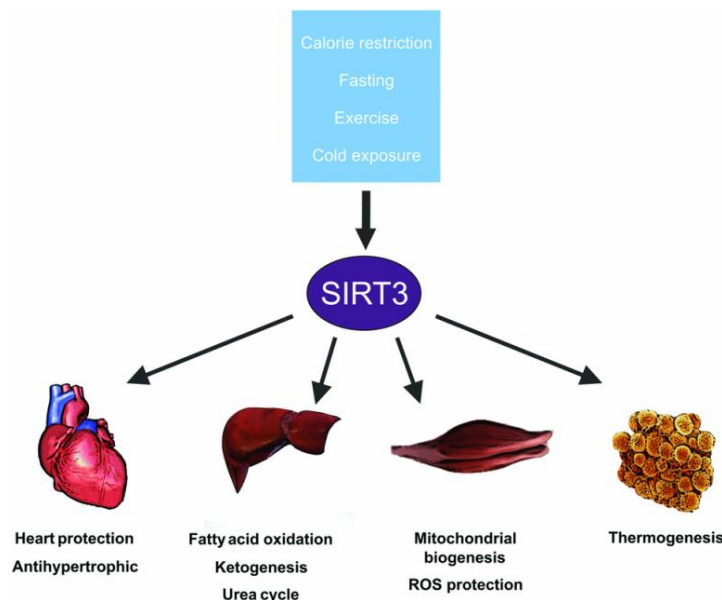 Calorie restriction
Fasting
Exercise
Cold exposure
SIRT3
Heart protection
Antihypertrophic
Fatty acid oxidation
Ketogenesis
Urea cycle
Mitochondrial
biogenesis
ROS protection
Thermogenesis